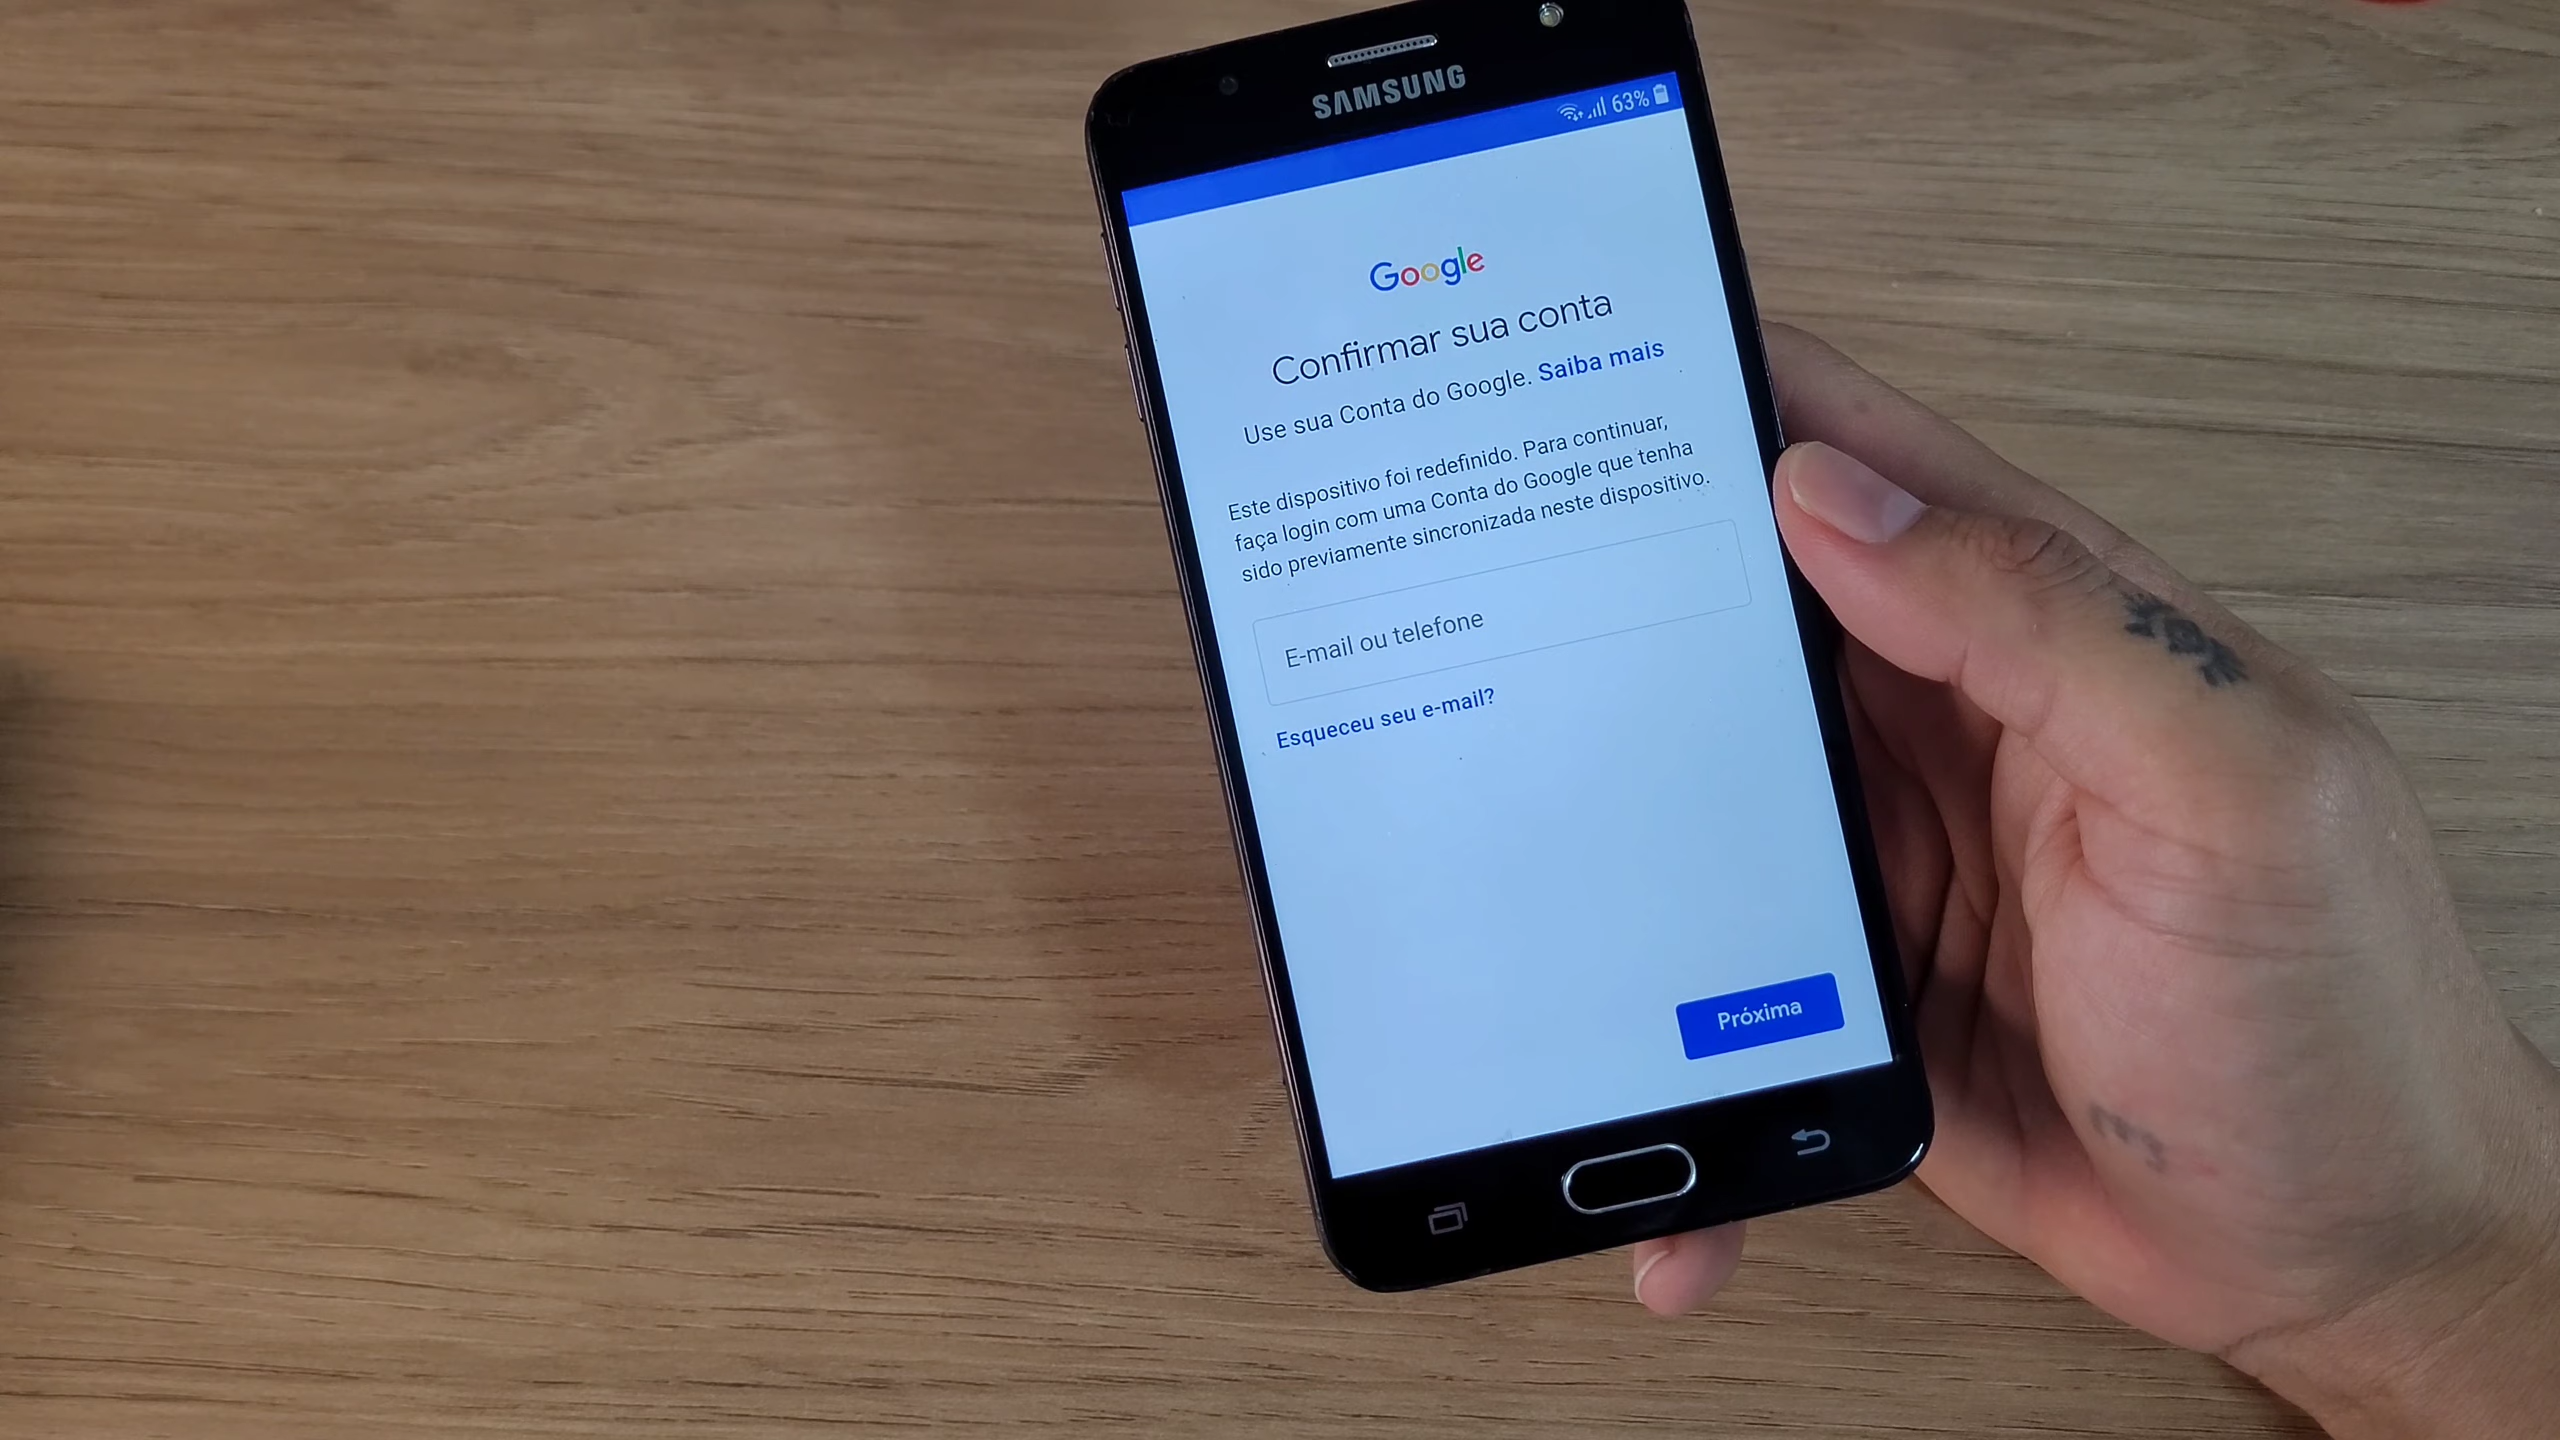 SAMSUNG
63%
Google
Confirmar sua conta
Use sua Conta do Google. Saiba mais
Este dispositivo foi redefinido. Para continuar,
faça login com uma Conta do Google que tenha
sido previamente sincronizada neste dispositivo.
E-mail ou telefone
Esqueceu seu e-mail?
Próxima